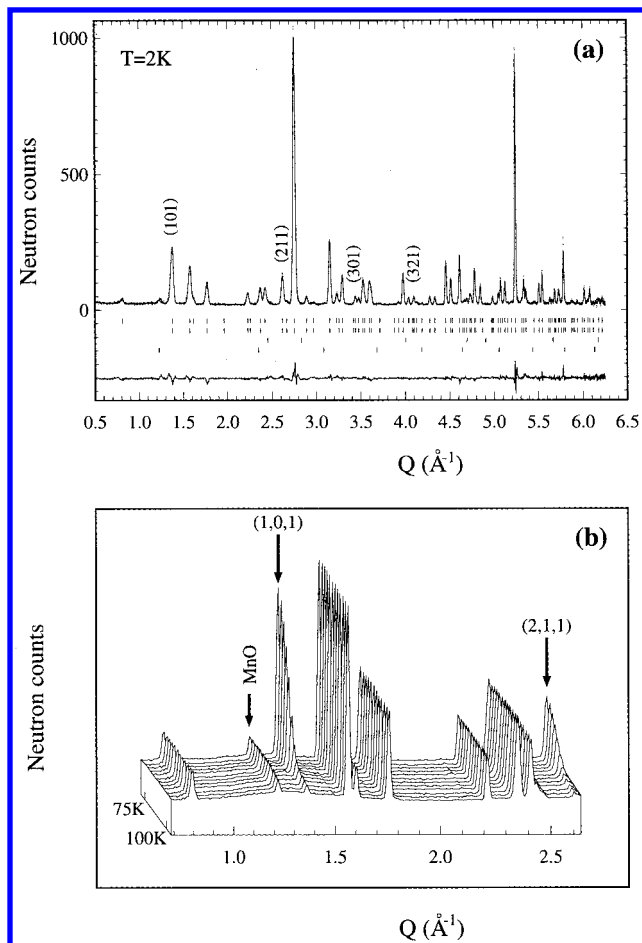 (a)
T=2K
1000
500
0
Neutron counts
(101)
(211)
(301)
(321)
0.5 1.0 1.5 2.0 2.5 3.0 3.5 4.0 4.5 5.0 5.5 6.0 6.5
Q (Å-1)
(b)
(1,0,1)
MnO
(2,1,1)
Neutron counts
75K
100K
1.0 1.5 2.0 2.5
Q (Å-1)